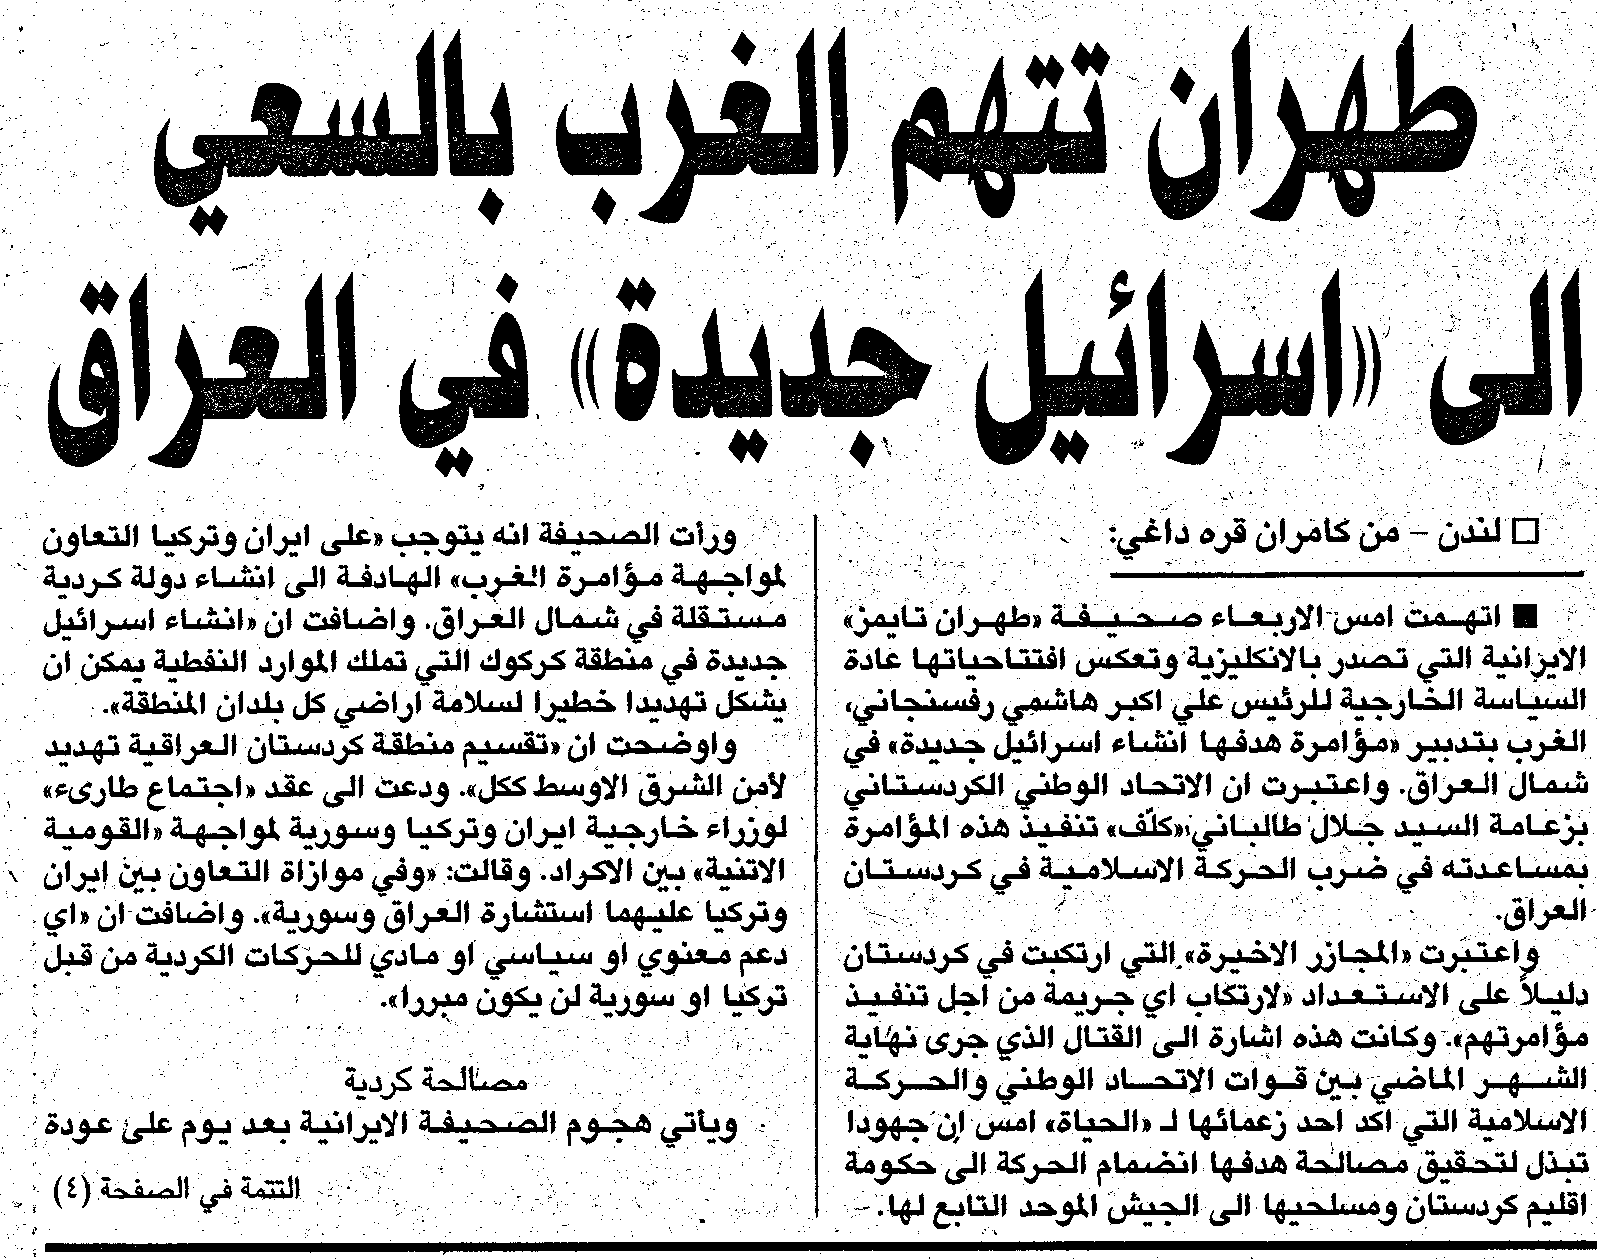 طهران تتهم الغرب بالسعي
الى «اسرائيل جديدة» في العراق
□ لندن – من كامران قره داغي:
■ اتهمت امس الاربعاء صحيفة «طهران تايمز»
الايرانية التي تصدر بالانكليزية وتعكس افتتاحياتها عادة
السياسة الخارجية للرئيس علي اكبر هاشمي رفسنجاني،
الغرب بتدبير «مؤامرة هدفها انشاء اسرائيل جديدة» في
شمال العراق. واعتبرت ان الاتحاد الوطني الكردستاني
بزعامة السيد جلال طالباني «كلّف» تنفيذ هذه المؤامرة
بمساعدته في ضرب الحركة الاسلامية في كردستان
العراق.
واعتبرت «المجازر الاخيرة» التي ارتكبت في كردستان
دليلاً على الاستعداد «لارتكاب اي جريمة من اجل تنفيذ
مؤامرتهم». وكانت هذه اشارة الى القتال الذي جرى نهاية
الشهر الماضي بين قوات الاتحاد الوطني والحركة
الاسلامية التي اكد احد زعمائها لـ «الحياة» امس ان جهودا
تبذل لتحقيق مصالحة هدفها انضمام الحركة الى حكومة
اقليم كردستان ومسلحيها الى الجيش الموحد التابع لها.
ورأت الصحيفة انه يتوجب «على ايران وتركيا التعاون
لمواجهة مؤامرة الغرب» الهادفة الى انشاء دولة كردية
مستقلة في شمال العراق. واضافت ان «انشاء اسرائيل
جديدة في منطقة كركوك التي تملك الموارد النفطية يمكن ان
يشكل تهديدا خطيرا لسلامة اراضي كل بلدان المنطقة».
واوضحت ان «تقسيم منطقة كردستان العراقية تهديد
لأمن الشرق الاوسط ككل». ودعت الى عقد «اجتماع طارىء»
لوزراء خارجية ايران وتركيا وسورية لمواجهة «القومية
الاتنية» بين الاكراد. وقالت: «وفي موازاة التعاون بين ايران
وتركيا عليهما استشارة العراق وسورية». واضافت ان «اي
دعم معنوي او سياسي او مادي للحركات الكردية من قبل
تركيا او سورية لن يكون مبررا».
مصالحة كردية
ويأتي هجوم الصحيفة الايرانية بعد يوم على عودة
التتمة في الصفحة (٤)